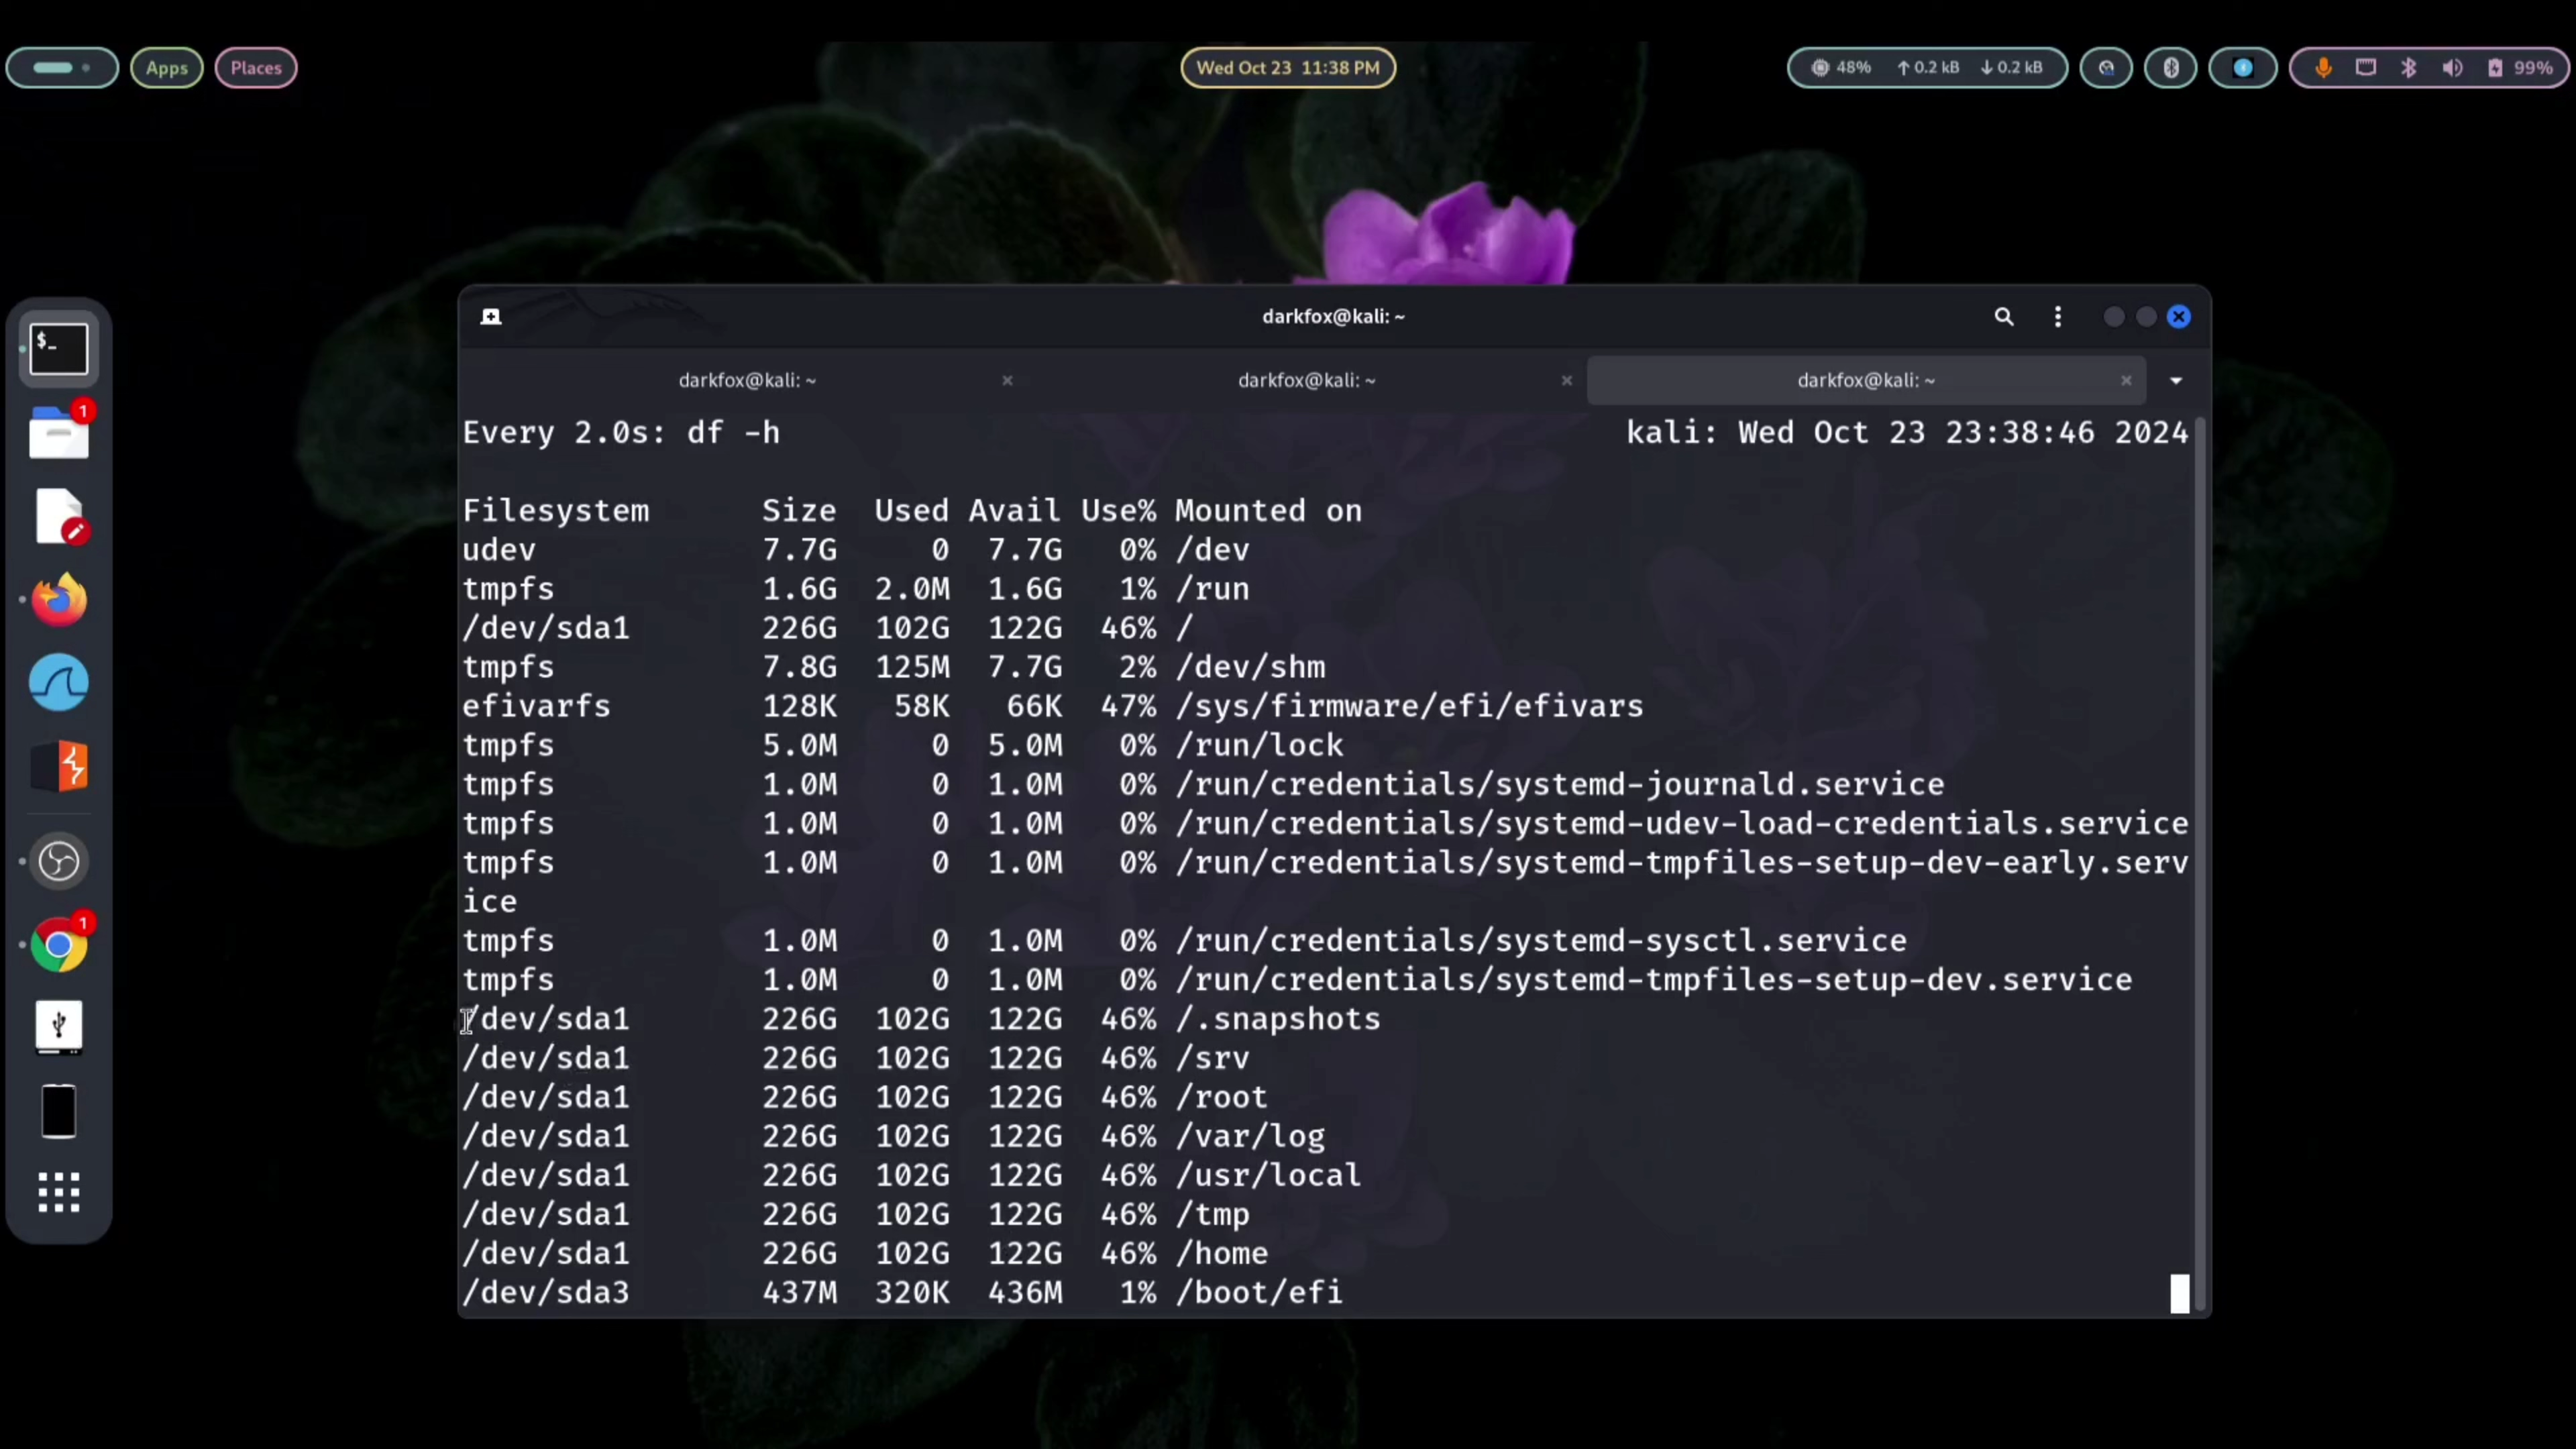 Apps Places Wed Oct 23 11:38 PM 48% ↑ 0.2 kB ↓ 0.2 kB 99%
darkfox@kali: ~
$_ darkfox@kali: ~ × darkfox@kali: ~ × darkfox@kali: ~ ×
1
Every 2.0s: df -h kali: Wed Oct 23 23:38:46 2024
Filesystem Size Used Avail Use% Mounted on
udev 7.7G 0 7.7G 0% /dev
tmpfs 1.6G 2.0M 1.6G 1% /run
/dev/sda1 226G 102G 122G 46% /
tmpfs 7.8G 125M 7.7G 2% /dev/shm
efivarfs 128K 58K 66K 47% /sys/firmware/efi/efivars
tmpfs 5.0M 0 5.0M 0% /run/lock
tmpfs 1.0M 0 1.0M 0% /run/credentials/systemd-journald.service
tmpfs 1.0M 0 1.0M 0% /run/credentials/systemd-udev-load-credentials.service
tmpfs 1.0M 0 1.0M 0% /run/credentials/systemd-tmpfiles-setup-dev-early.serv
ice
1
tmpfs 1.0M 0 1.0M 0% /run/credentials/systemd-sysctl.service
tmpfs 1.0M 0 1.0M 0% /run/credentials/systemd-tmpfiles-setup-dev.service
/dev/sda1 226G 102G 122G 46% /.snapshots
/dev/sda1 226G 102G 122G 46% /srv
/dev/sda1 226G 102G 122G 46% /root
/dev/sda1 226G 102G 122G 46% /var/log
/dev/sda1 226G 102G 122G 46% /usr/local
/dev/sda1 226G 102G 122G 46% /tmp
/dev/sda1 226G 102G 122G 46% /home
/dev/sda3 437M 320K 436M 1% /boot/efi